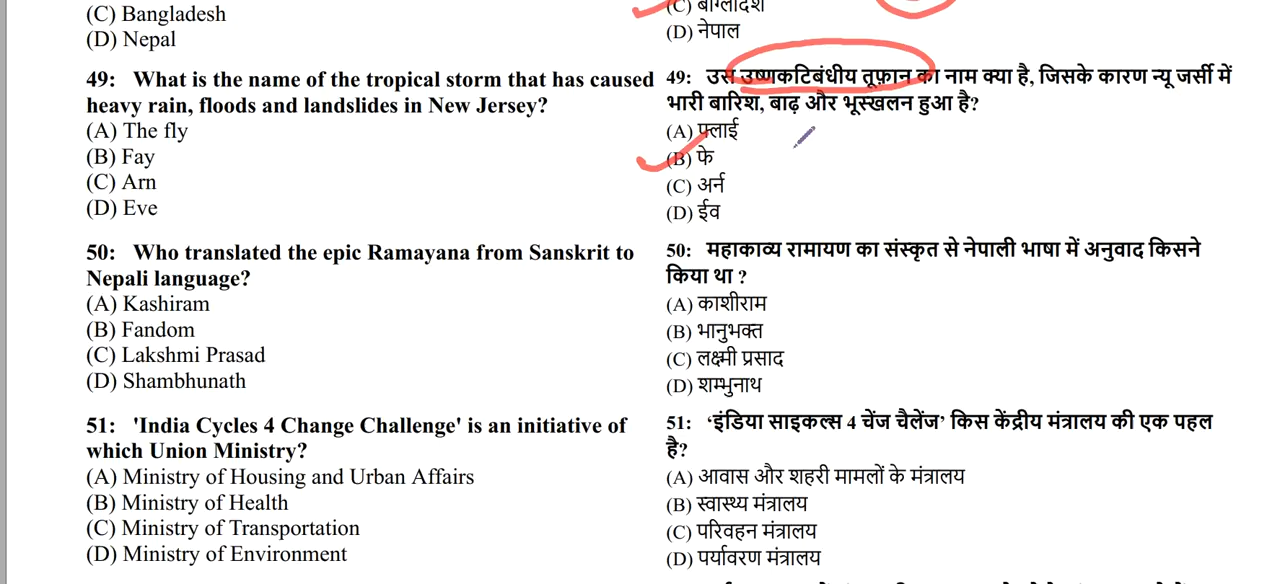 (C) Bangladesh
(D) Nepal
49: What is the name of the tropical storm that has caused
heavy rain, floods and landslides in New Jersey?
(A) The fly
(B) Fay
(C) Arn
(D) Eve
50: Who translated the epic Ramayana from Sanskrit to
Nepali language?
(A) Kashiram
(B) Fandom
(C) Lakshmi Prasad
(D) Shambhunath
51: 'India Cycles 4 Change Challenge' is an initiative of
which Union Ministry?
(A) Ministry of Housing and Urban Affairs
(B) Ministry of Health
(C) Ministry of Transportation
(D) Ministry of Environment
(C) बांग्लादेश
(D) नेपाल
49: उस उष्णकटिबंधीय तूफ़ान का नाम क्या है, जिसके कारण न्यू जर्सी में
भारी बारिश, बाढ़ और भूस्खलन हुआ है?
(A) फ्लाई
(B) फे
(C) अर्न
(D) ईव
50: महाकाव्य रामायण का संस्कृत से नेपाली भाषा में अनुवाद किसने
किया था ?
(A) काशीराम
(B) भानुभक्त
(C) लक्ष्मी प्रसाद
(D) शम्भुनाथ
51: ‘इंडिया साइकल्स 4 चेंज चैलेंज’ किस केंद्रीय मंत्रालय की एक पहल
है?
(A) आवास और शहरी मामलों के मंत्रालय
(B) स्वास्थ्य मंत्रालय
(C) परिवहन मंत्रालय
(D) पर्यावरण मंत्रालय